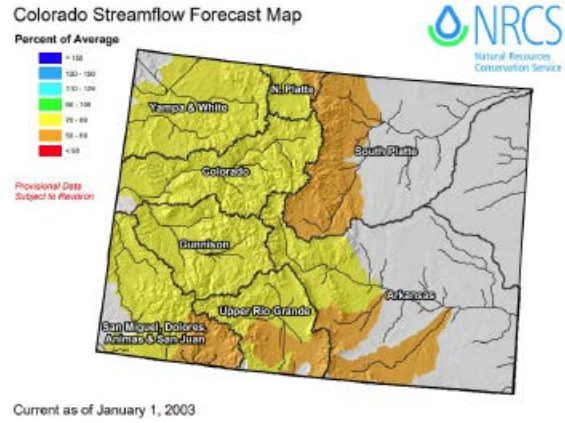 Colorado Streamflow Forecast Map
Percent of Average
> 150
130 - 150
110 - 129
90 - 109
70 - 89
50 - 69
< 50
Provisional Data
Subject to Revision
NRCS
Natural Resources
Conservation Service
N. Platte
Yampa & White
South Platte
Colorado
Gunnison
Arkansas
Upper Rio Grande
San Miguel, Dolores,
Animas & San Juan
Current as of January 1, 2003